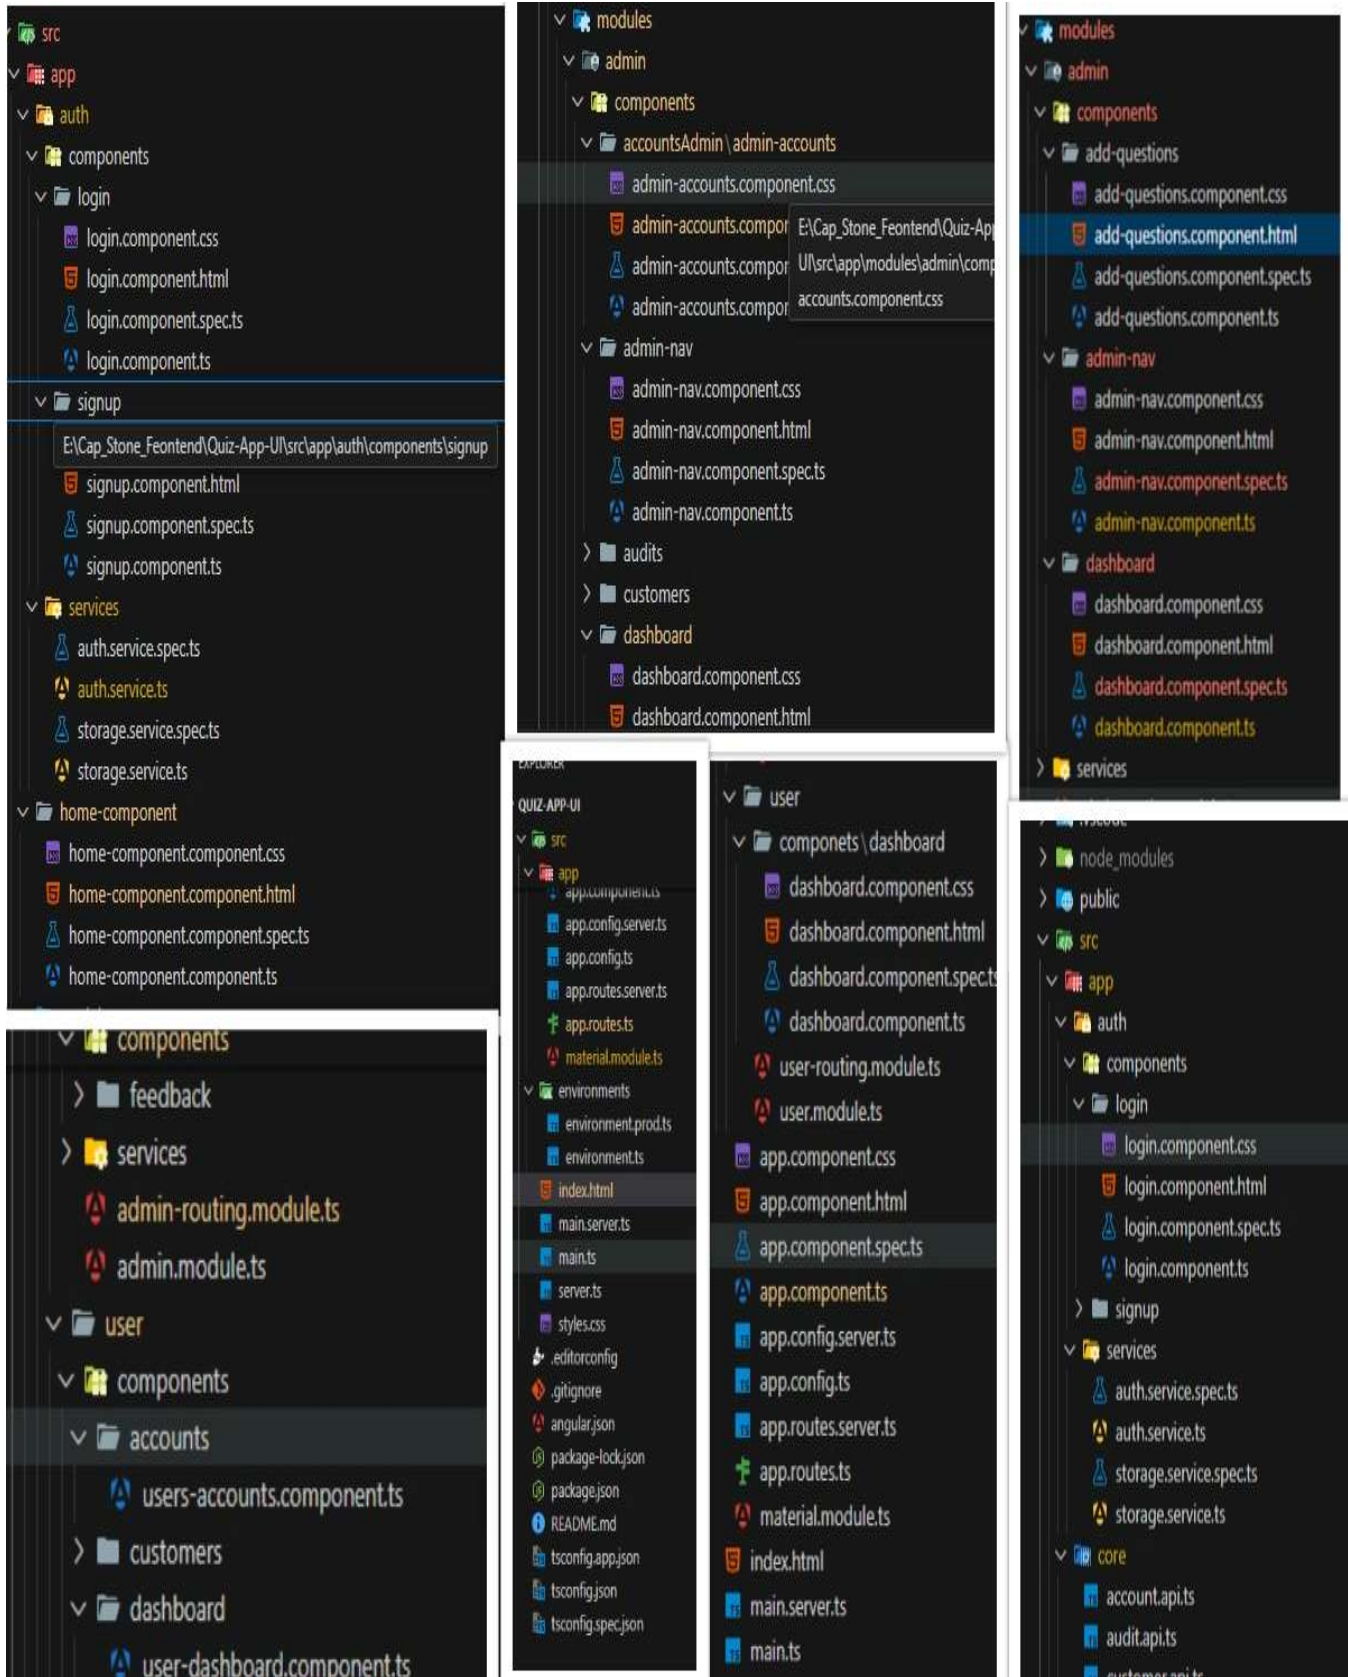 src
app
auth
components
login
login.component.css
login.component.html
login.component.spec.ts
login.component.ts
signup
E:\Cap_Stone_Feontend\Quiz-App-UI\src\app\auth\components\signup
signup.component.html
signup.component.spec.ts
signup.component.ts
services
auth.service.spec.ts
auth.service.ts
storage.service.spec.ts
storage.service.ts
home-component
home-component.component.css
home-component.component.html
home-component.component.spec.ts
home-component.component.ts
modules
admin
components
accountsAdmin \ admin-accounts
admin-accounts.component.css
admin-accounts.compor
E:\Cap_Stone_Feontend\Quiz-App
admin-accounts.compor
UI\src\app\modules\admin\comp
admin-accounts.compor
accounts.component.css
admin-nav
admin-nav.component.css
admin-nav.component.html
admin-nav.component.spec.ts
admin-nav.component.ts
audits
customers
dashboard
dashboard.component.css
dashboard.component.html
modules
admin
components
add-questions
add-questions.component.css
add-questions.component.html
add-questions.component.spec.ts
add-questions.component.ts
admin-nav
admin-nav.component.css
admin-nav.component.html
admin-nav.component.spec.ts
admin-nav.component.ts
dashboard
dashboard.component.css
dashboard.component.html
dashboard.component.spec.ts
dashboard.component.ts
services
components
feedback
services
admin-routing.module.ts
admin.module.ts
user
components
accounts
users-accounts.component.ts
customers
dashboard
user-dashboard.component.ts
EXPLORER
QUIZ-APP-UI
src
app
app.component.ts
app.config.server.ts
app.config.ts
app.routes.server.ts
app.routes.ts
material.module.ts
environments
environment.prod.ts
environment.ts
index.html
main.server.ts
main.ts
server.ts
styles.css
.editorconfig
.gitignore
angular.json
package-lock.json
package.json
README.md
tsconfig.app.json
tsconfig.json
tsconfig.spec.json
user
componets \ dashboard
dashboard.component.css
dashboard.component.html
dashboard.component.spec.ts
dashboard.component.ts
user-routing.module.ts
user.module.ts
app.component.css
app.component.html
app.component.spec.ts
app.component.ts
app.config.server.ts
app.config.ts
app.routes.server.ts
app.routes.ts
material.module.ts
index.html
main.server.ts
main.ts
.vscode
node_modules
public
src
app
auth
components
login
login.component.css
login.component.html
login.component.spec.ts
login.component.ts
signup
services
auth.service.spec.ts
auth.service.ts
storage.service.spec.ts
storage.service.ts
core
account.api.ts
audit.api.ts
customer.api.ts